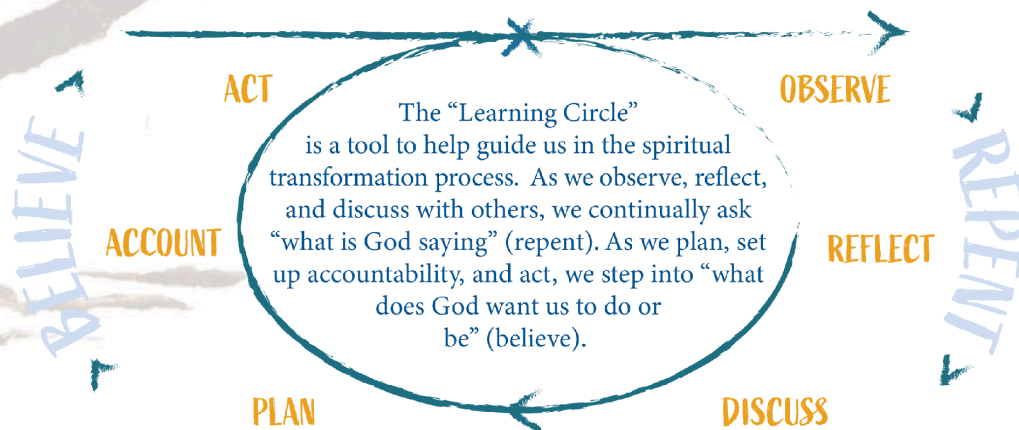 ACT
OBSERVE
BELIEVE
REPENT
The “Learning Circle”
is a tool to help guide us in the spiritual
transformation process.  As we observe, reflect,
and discuss with others, we continually ask
“what is God saying” (repent). As we plan, set
up accountability, and act, we step into “what
does God want us to do or
be” (believe).
ACCOUNT
REFLECT
PLAN
DISCUSS